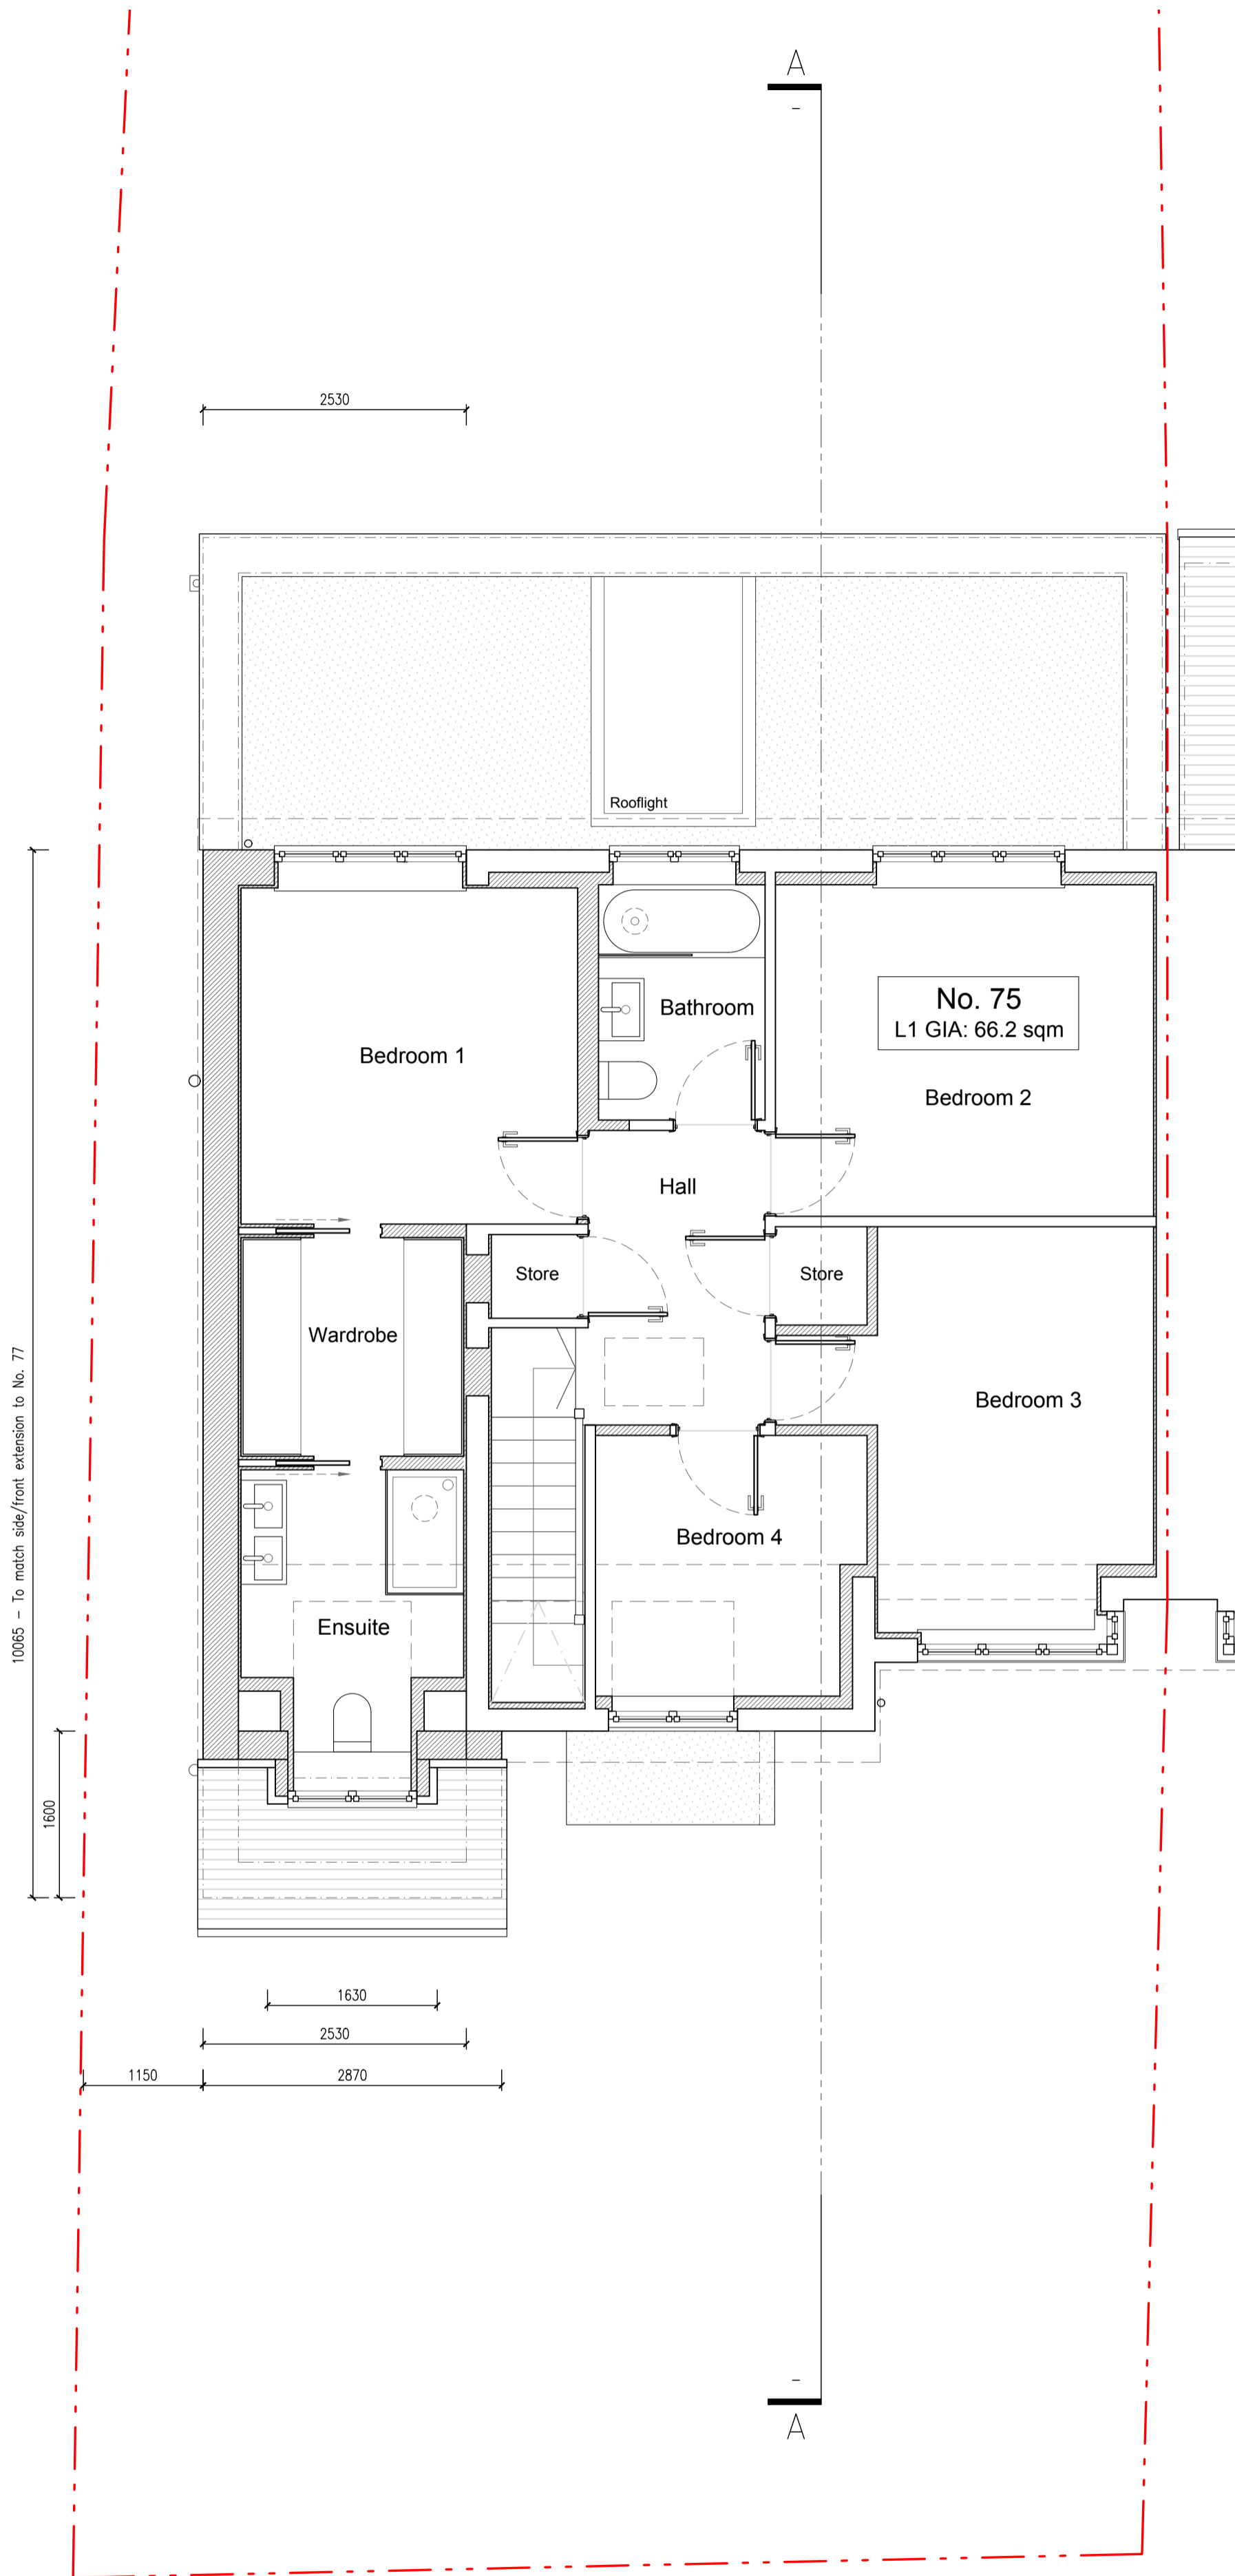 A
-
2530
Rooflight
Bathroom
No. 75
L1 GIA: 66.2 sqm
Bedroom 1
Bedroom 2
Hall
Store
Store
Wardrobe
10065 - To match side/front extension to No. 77
Bedroom 3
Bedroom 4
Ensuite
1600
1630
2530
1150
2870
-
A